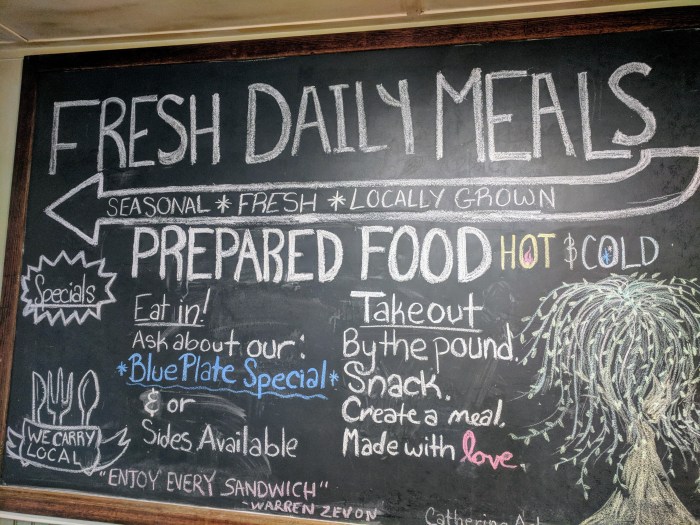 FRESH DAILY MEALS
SEASONAL * FRESH * LOCALLY GROWN
PREPARED FOOD HOT & COLD
Specials
Eat in!
Ask about our:
*Blue Plate Special*
& or
Sides Available
Takeout
By the pound.
Snack.
Create a meal.
Made with love.
WE CARRY
LOCAL
"ENJOY EVERY SANDWICH"
~WARREN ZEVON
Catherine